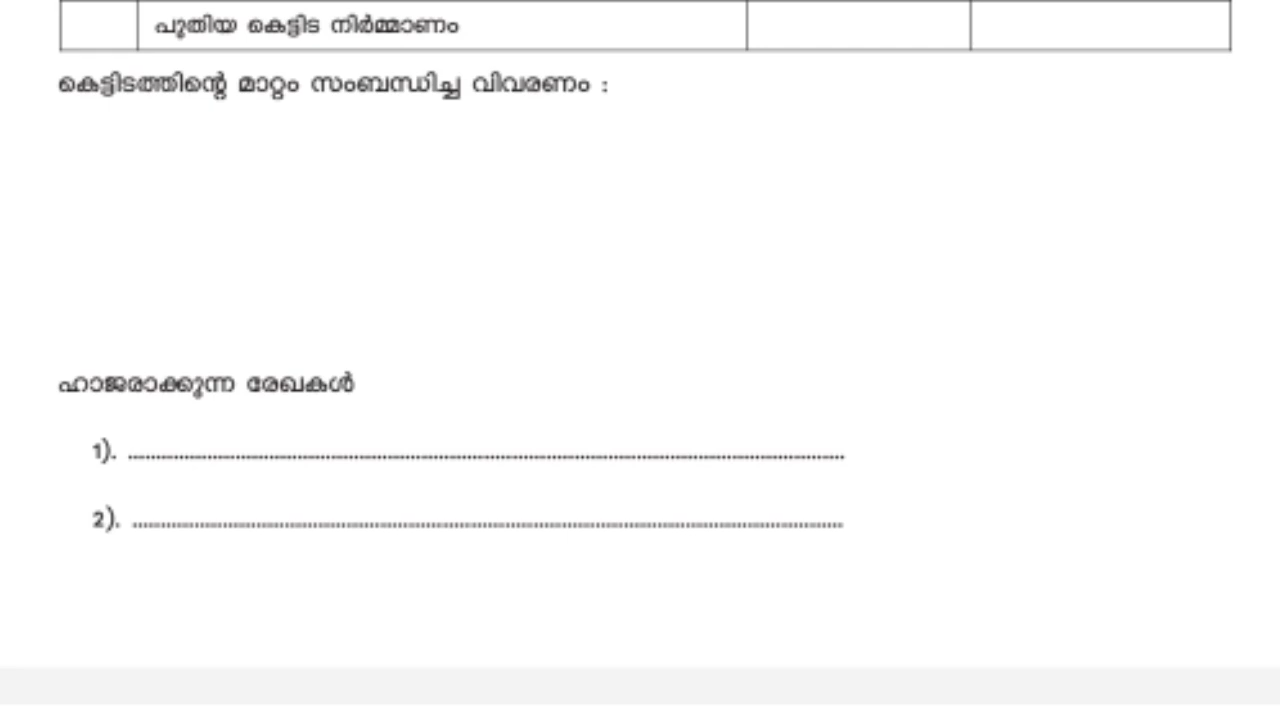 പുതിയ കെട്ടിട നിർമ്മാണം
കെട്ടിടത്തിന്റെ മാറ്റം സംബന്ധിച്ച വിവരണം :
ഹാജരാക്കുന്ന രേഖകൾ
1). ........................................................................
2). ........................................................................